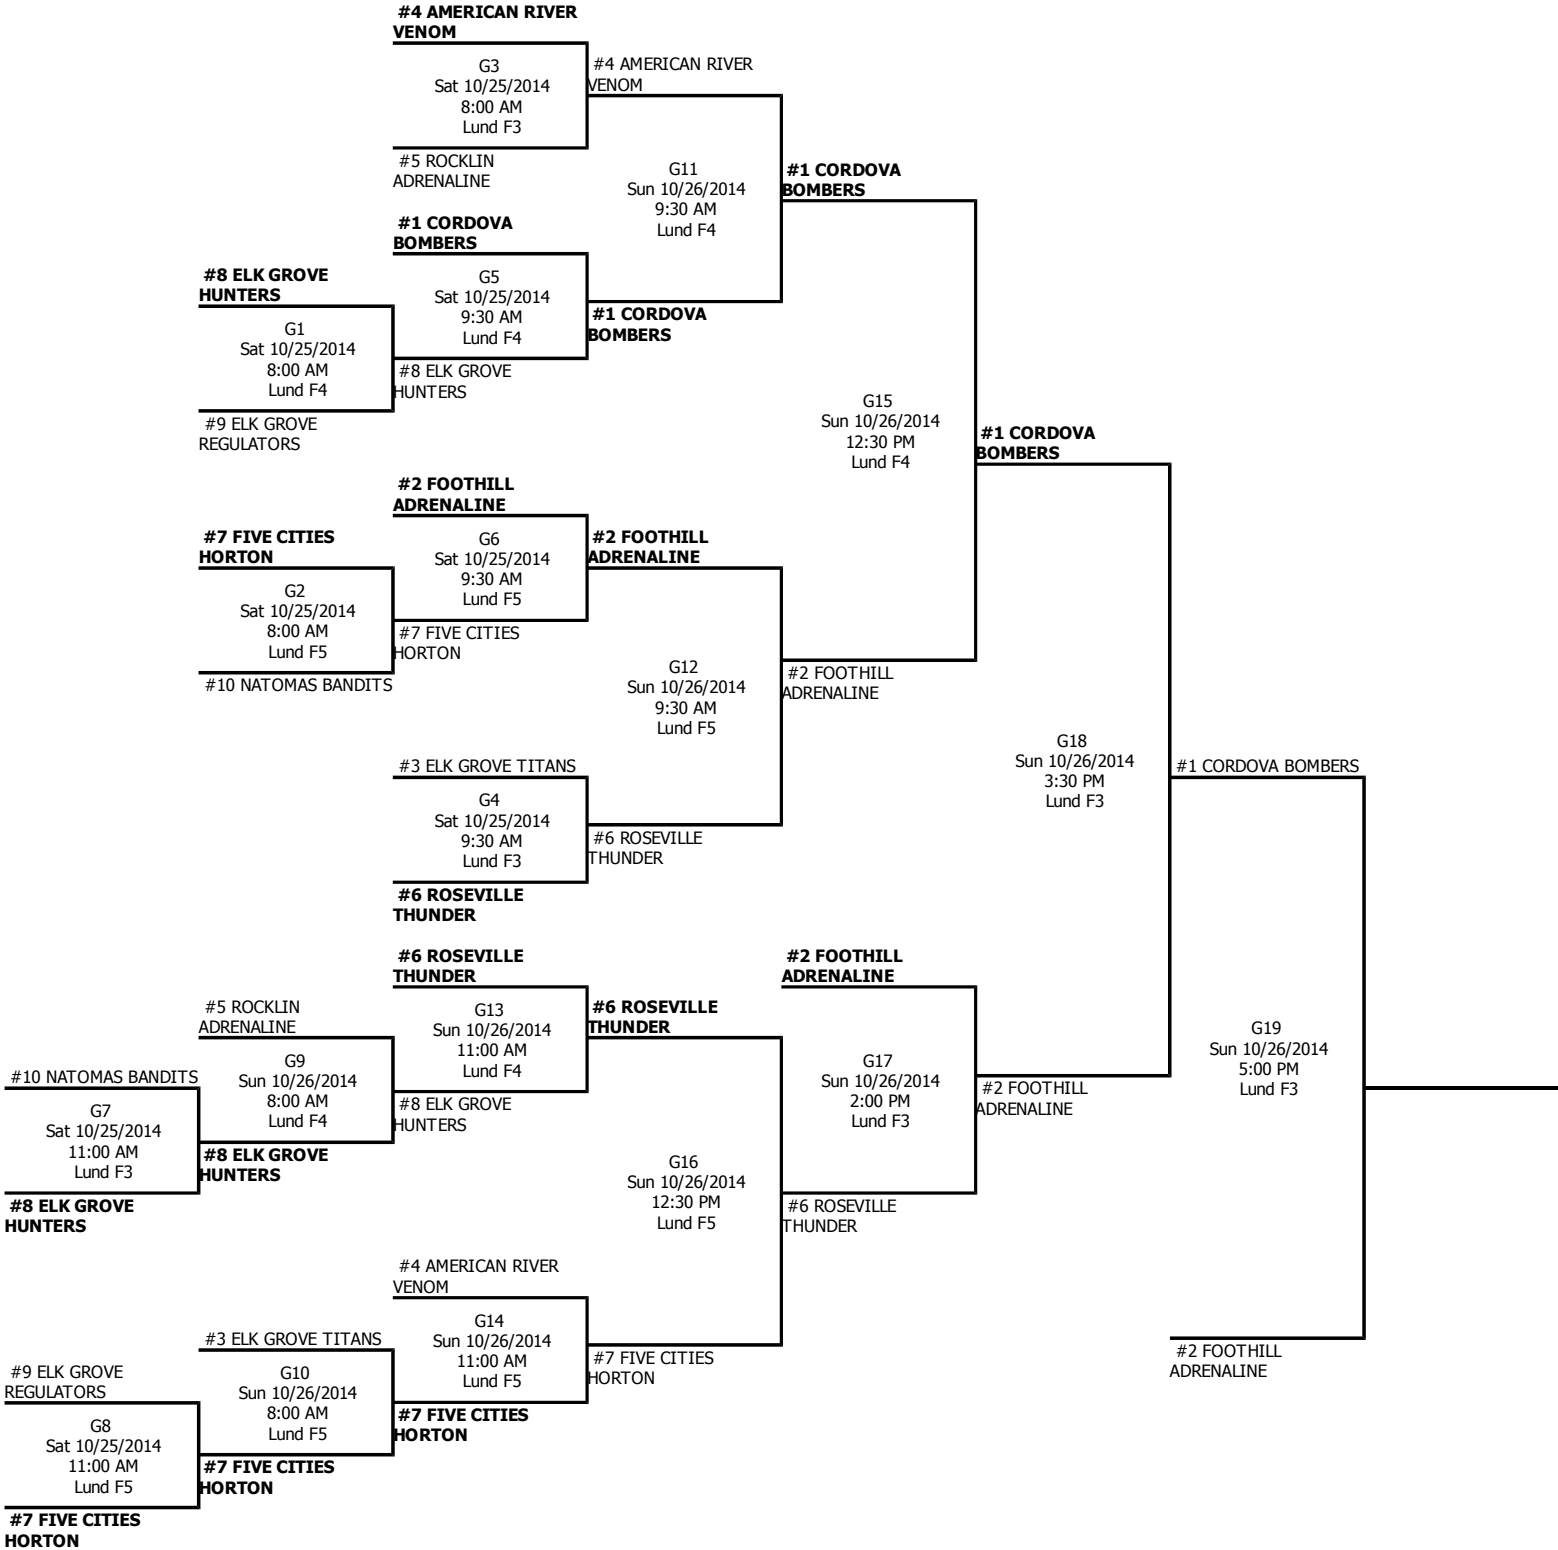 #4 AMERICAN RIVER
VENOM
G3
Sat 10/25/2014
8:00 AM
Lund F3
#5 ROCKLIN
ADRENALINE
#4 AMERICAN RIVER
VENOM
G11
Sun 10/26/2014
9:30 AM
Lund F4
#1 CORDOVA
BOMBERS
#1 CORDOVA
BOMBERS
G5
Sat 10/25/2014
9:30 AM
Lund F4
#1 CORDOVA
BOMBERS
#8 ELK GROVE
HUNTERS
G1
Sat 10/25/2014
8:00 AM
Lund F4
#8 ELK GROVE
HUNTERS
#9 ELK GROVE
REGULATORS
G15
Sun 10/26/2014
12:30 PM
Lund F4
#1 CORDOVA
BOMBERS
#2 FOOTHILL
ADRENALINE
G6
Sat 10/25/2014
9:30 AM
Lund F5
#2 FOOTHILL
ADRENALINE
#7 FIVE CITIES
HORTON
G2
Sat 10/25/2014
8:00 AM
Lund F5
#7 FIVE CITIES
HORTON
#10 NATOMAS BANDITS
G12
Sun 10/26/2014
9:30 AM
Lund F5
#2 FOOTHILL
ADRENALINE
#3 ELK GROVE TITANS
G4
Sat 10/25/2014
9:30 AM
Lund F3
#6 ROSEVILLE
THUNDER
#6 ROSEVILLE
THUNDER
G18
Sun 10/26/2014
3:30 PM
Lund F3
#1 CORDOVA BOMBERS
#6 ROSEVILLE
THUNDER
G13
Sun 10/26/2014
11:00 AM
Lund F4
#6 ROSEVILLE
THUNDER
#2 FOOTHILL
ADRENALINE
#5 ROCKLIN
ADRENALINE
G9
Sun 10/26/2014
8:00 AM
Lund F4
#8 ELK GROVE
HUNTERS
#10 NATOMAS BANDITS
G7
Sat 10/25/2014
11:00 AM
Lund F3
#8 ELK GROVE
HUNTERS
#8 ELK GROVE
HUNTERS
G17
Sun 10/26/2014
2:00 PM
Lund F3
#2 FOOTHILL
ADRENALINE
G19
Sun 10/26/2014
5:00 PM
Lund F3
G16
Sun 10/26/2014
12:30 PM
Lund F5
#6 ROSEVILLE
THUNDER
#4 AMERICAN RIVER
VENOM
G14
Sun 10/26/2014
11:00 AM
Lund F5
#7 FIVE CITIES
HORTON
#3 ELK GROVE TITANS
G10
Sun 10/26/2014
8:00 AM
Lund F5
#7 FIVE CITIES
HORTON
#2 FOOTHILL
ADRENALINE
#9 ELK GROVE
REGULATORS
G8
Sat 10/25/2014
11:00 AM
Lund F5
#7 FIVE CITIES
HORTON
#7 FIVE CITIES
HORTON